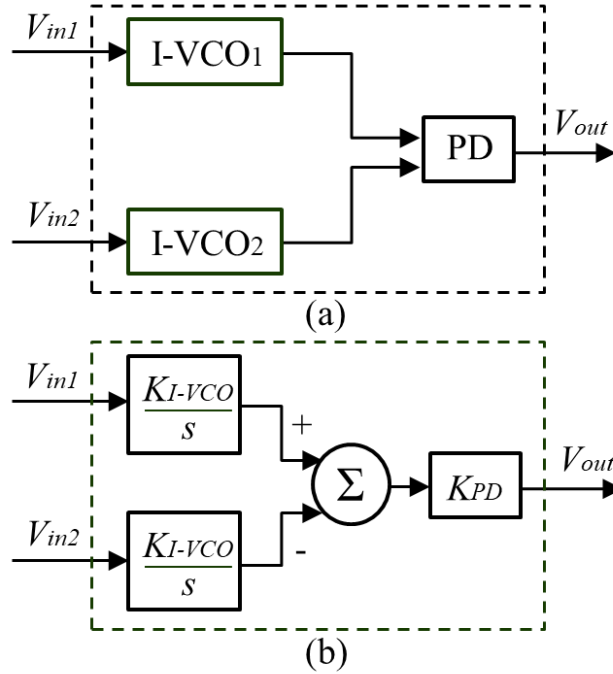 Vin1
I-VCO1
PD
Vout
Vin2
I-VCO2
(a)
Vin1
KI-VCO
s
+
Σ
KPD
Vout
Vin2
KI-VCO
s
-
(b)